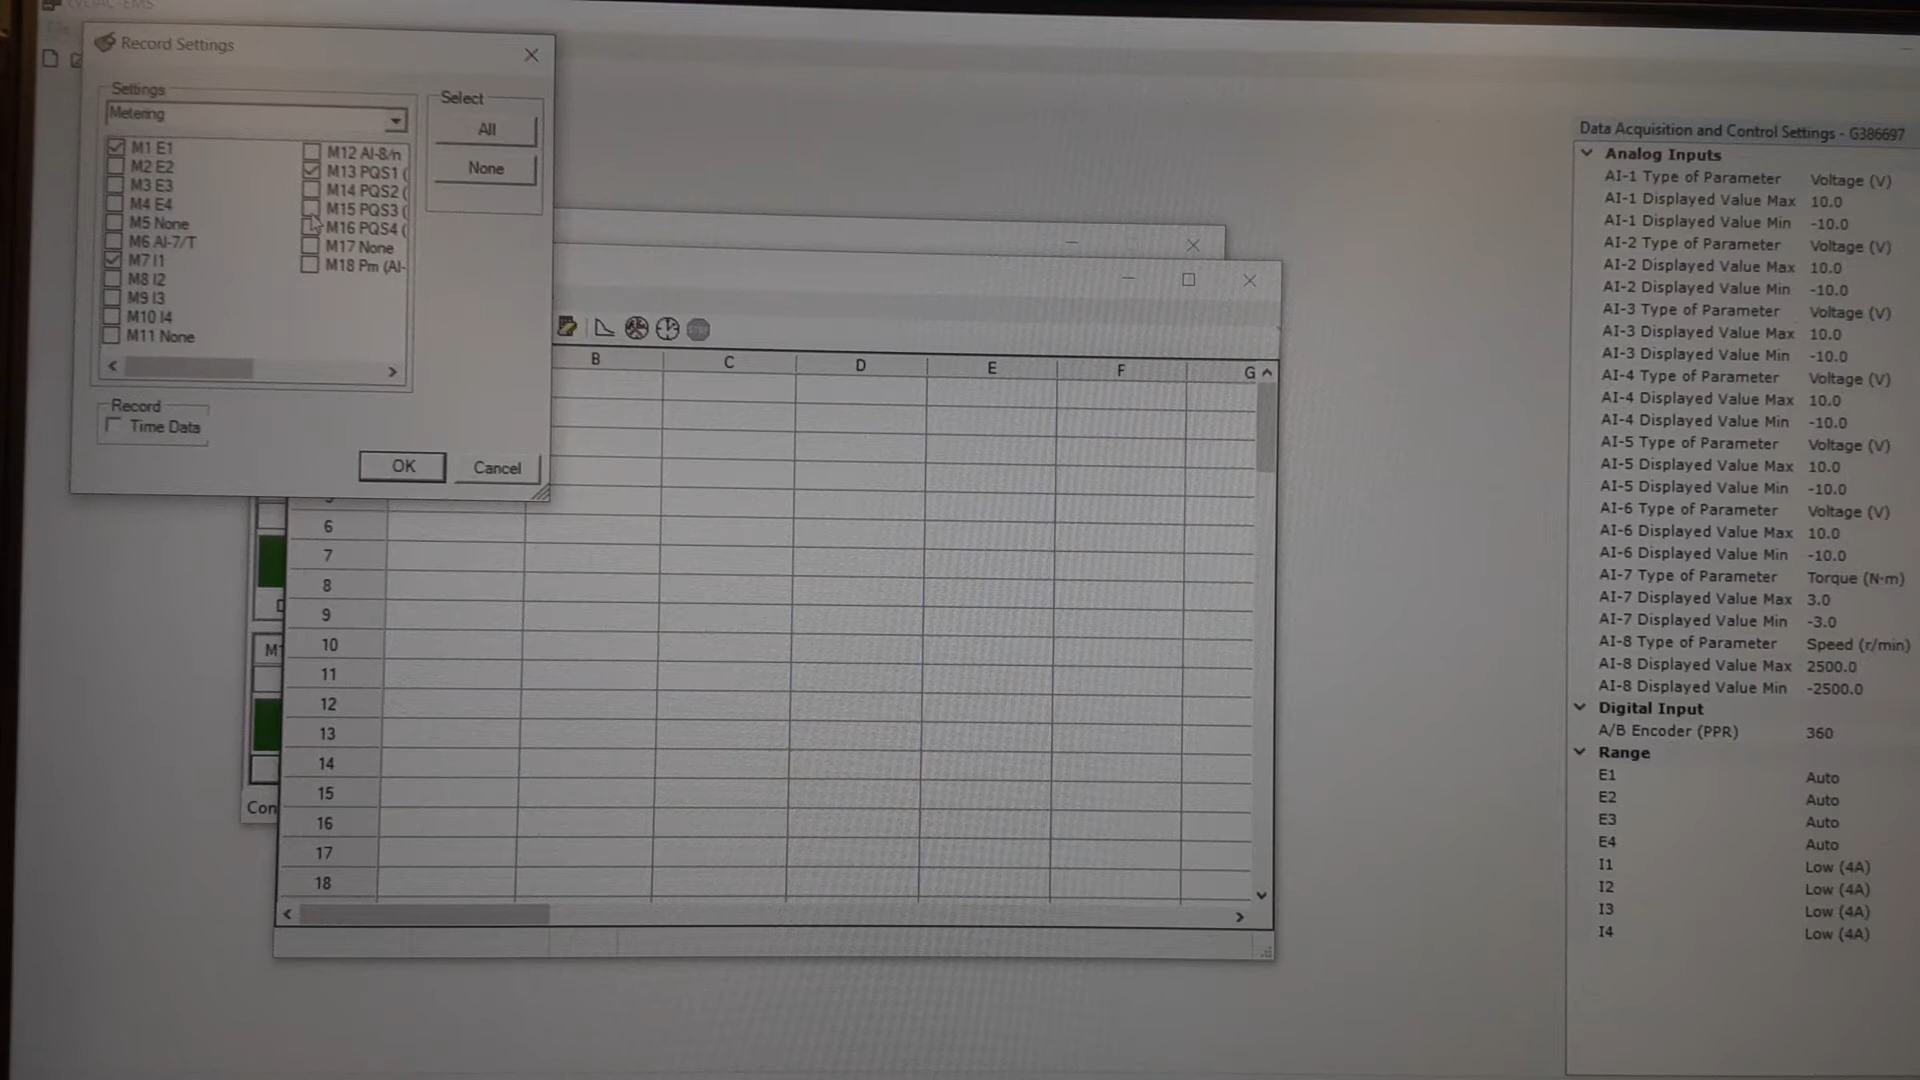 LVDAC-EMS
File
Record Settings
Settings
Metering
M1 E1
M2 E2
M3 E3
M4 E4
M5 None
M6 AI-7/T
M7 I1
M8 I2
M9 I3
M10 I4
M11 None
M12 AI-8/n
M13 PQS1 (
M14 PQS2 (
M15 PQS3 (
M16 PQS4 (
M17 None
M18 Pm (AI-
Select
All
None
Record
Time Data
OK
Cancel
B C D E F G
6
7
8
9
10
11
12
13
14
15
16
17
18
Con
Data Acquisition and Control Settings - G386697
Analog Inputs
AI-1 Type of Parameter Voltage (V)
AI-1 Displayed Value Max 10.0
AI-1 Displayed Value Min -10.0
AI-2 Type of Parameter Voltage (V)
AI-2 Displayed Value Max 10.0
AI-2 Displayed Value Min -10.0
AI-3 Type of Parameter Voltage (V)
AI-3 Displayed Value Max 10.0
AI-3 Displayed Value Min -10.0
AI-4 Type of Parameter Voltage (V)
AI-4 Displayed Value Max 10.0
AI-4 Displayed Value Min -10.0
AI-5 Type of Parameter Voltage (V)
AI-5 Displayed Value Max 10.0
AI-5 Displayed Value Min -10.0
AI-6 Type of Parameter Voltage (V)
AI-6 Displayed Value Max 10.0
AI-6 Displayed Value Min -10.0
AI-7 Type of Parameter Torque (N·m)
AI-7 Displayed Value Max 3.0
AI-7 Displayed Value Min -3.0
AI-8 Type of Parameter Speed (r/min)
AI-8 Displayed Value Max 2500.0
AI-8 Displayed Value Min -2500.0
Digital Input
A/B Encoder (PPR) 360
Range
E1 Auto
E2 Auto
E3 Auto
E4 Auto
I1 Low (4A)
I2 Low (4A)
I3 Low (4A)
I4 Low (4A)